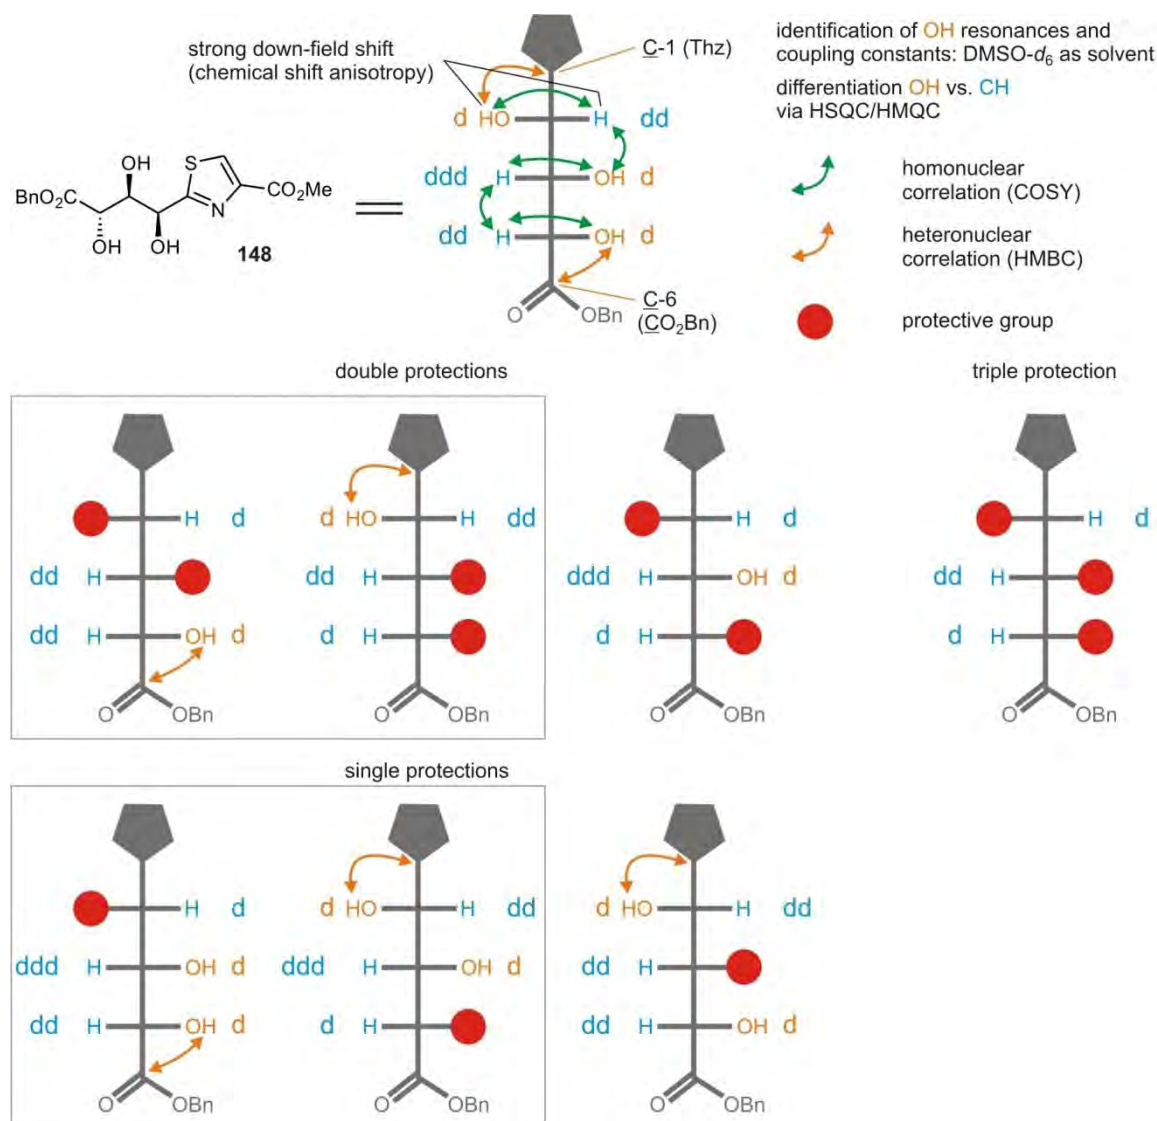 strong down-field shift
(chemical shift anisotropy)
C-1 (Thz)
identification of OH resonances and
coupling constants: DMSO-d6 as solvent
differentiation OH vs. CH
via HSQC/HMQC
d HO H dd
ddd H OH d
dd H OH d
O OBn
C-6
(CO2Bn)
OH S
BnO2C N CO2Me
OH OH
148
homonuclear
correlation (COSY)
heteronuclear
correlation (HMBC)
protective group
double protections
triple protection
H d
dd H
dd H OH d
O OBn
d HO H dd
dd H
d H
O OBn
H d
ddd H OH d
d H
O OBn
H d
dd H
d H
O OBn
single protections
H d
ddd H OH d
dd H OH d
O OBn
d HO H dd
ddd H OH d
d H
O OBn
d HO H dd
dd H
dd H OH d
O OBn